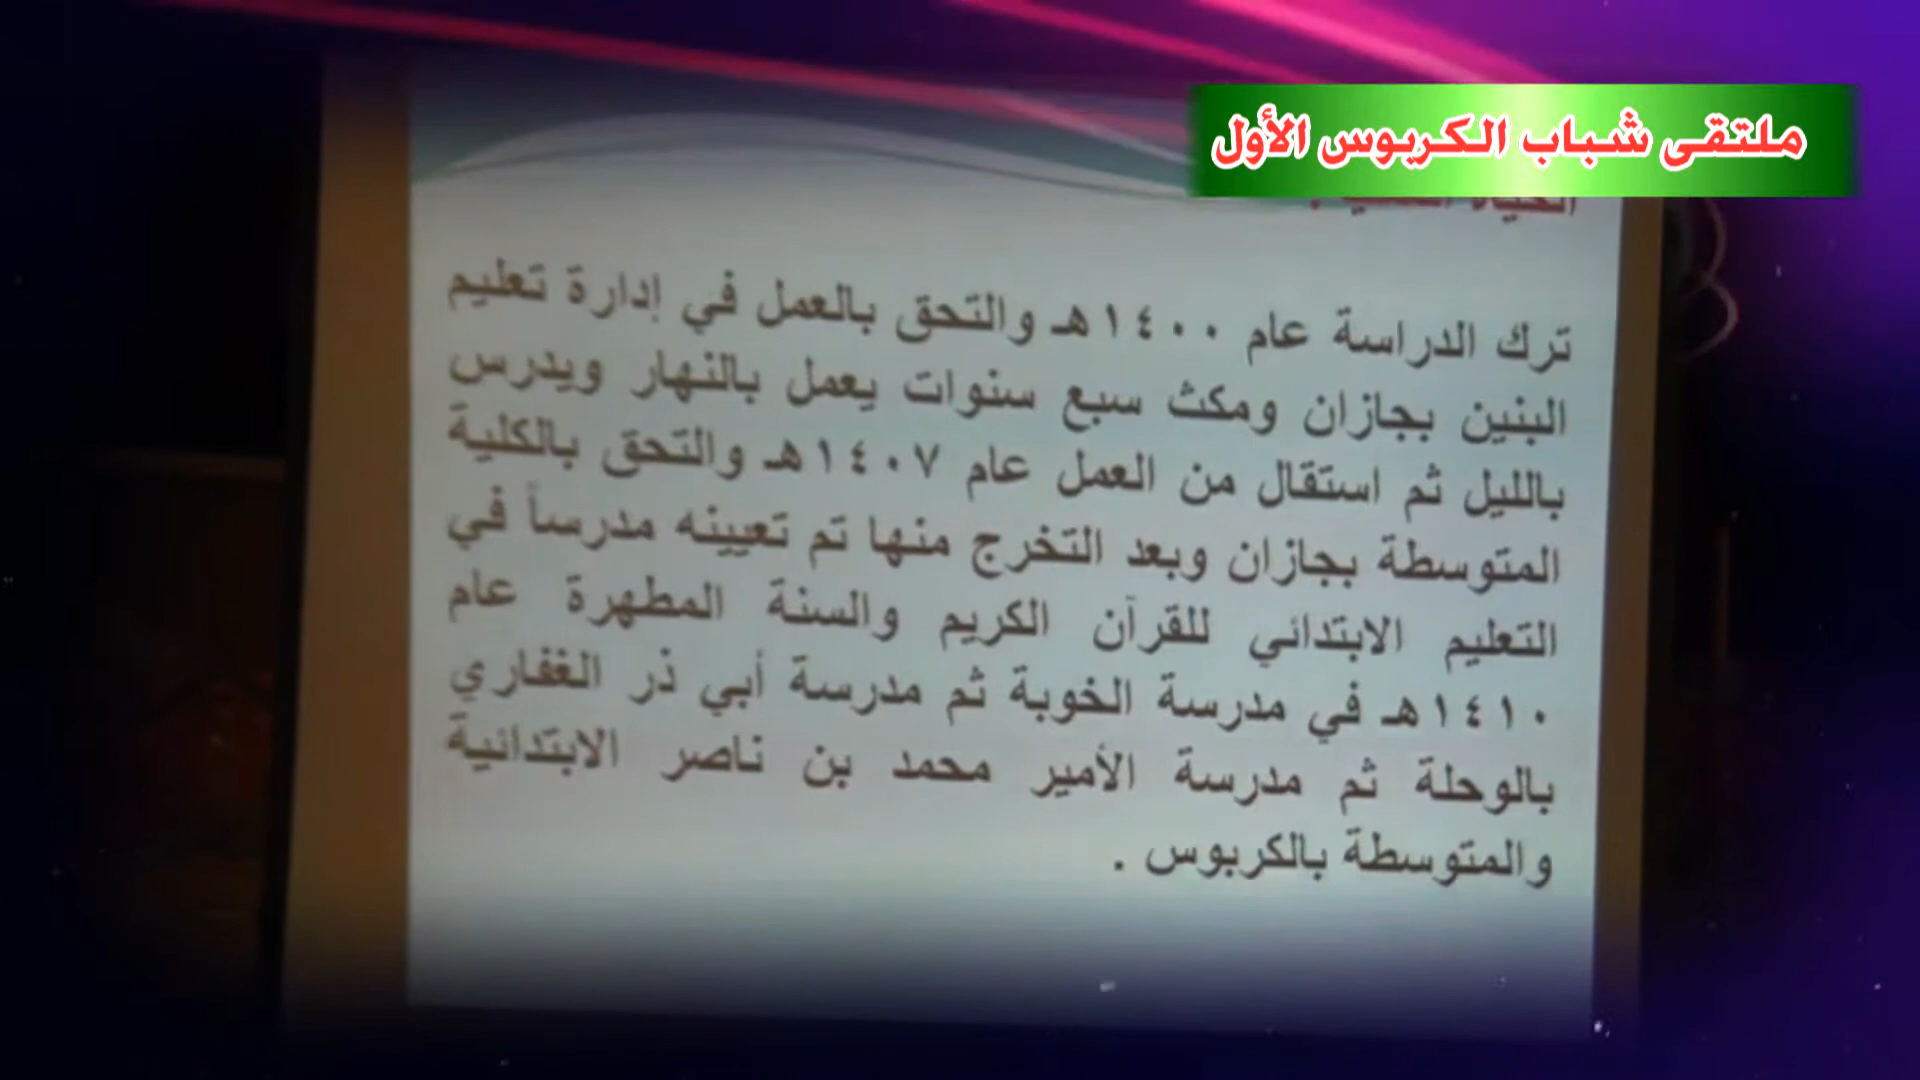 ملتقى شباب الكربوس الأول
ترك الدراسة عام ١٤٠٠هـ والتحق بالعمل في إدارة تعليم
البنين بجازان ومكث سبع سنوات يعمل بالنهار ويدرس
بالليل ثم استقال من العمل عام ١٤٠٧هـ والتحق بالكلية
المتوسطة بجازان وبعد التخرج منها تم تعيينه مدرساً في
التعليم الابتدائي للقرآن الكريم والسنة المطهرة عام
١٤١٠هـ في مدرسة الخوبة ثم مدرسة أبي ذر الغفاري
بالوحلة ثم مدرسة الأمير محمد بن ناصر الابتدائية
والمتوسطة بالكربوس .